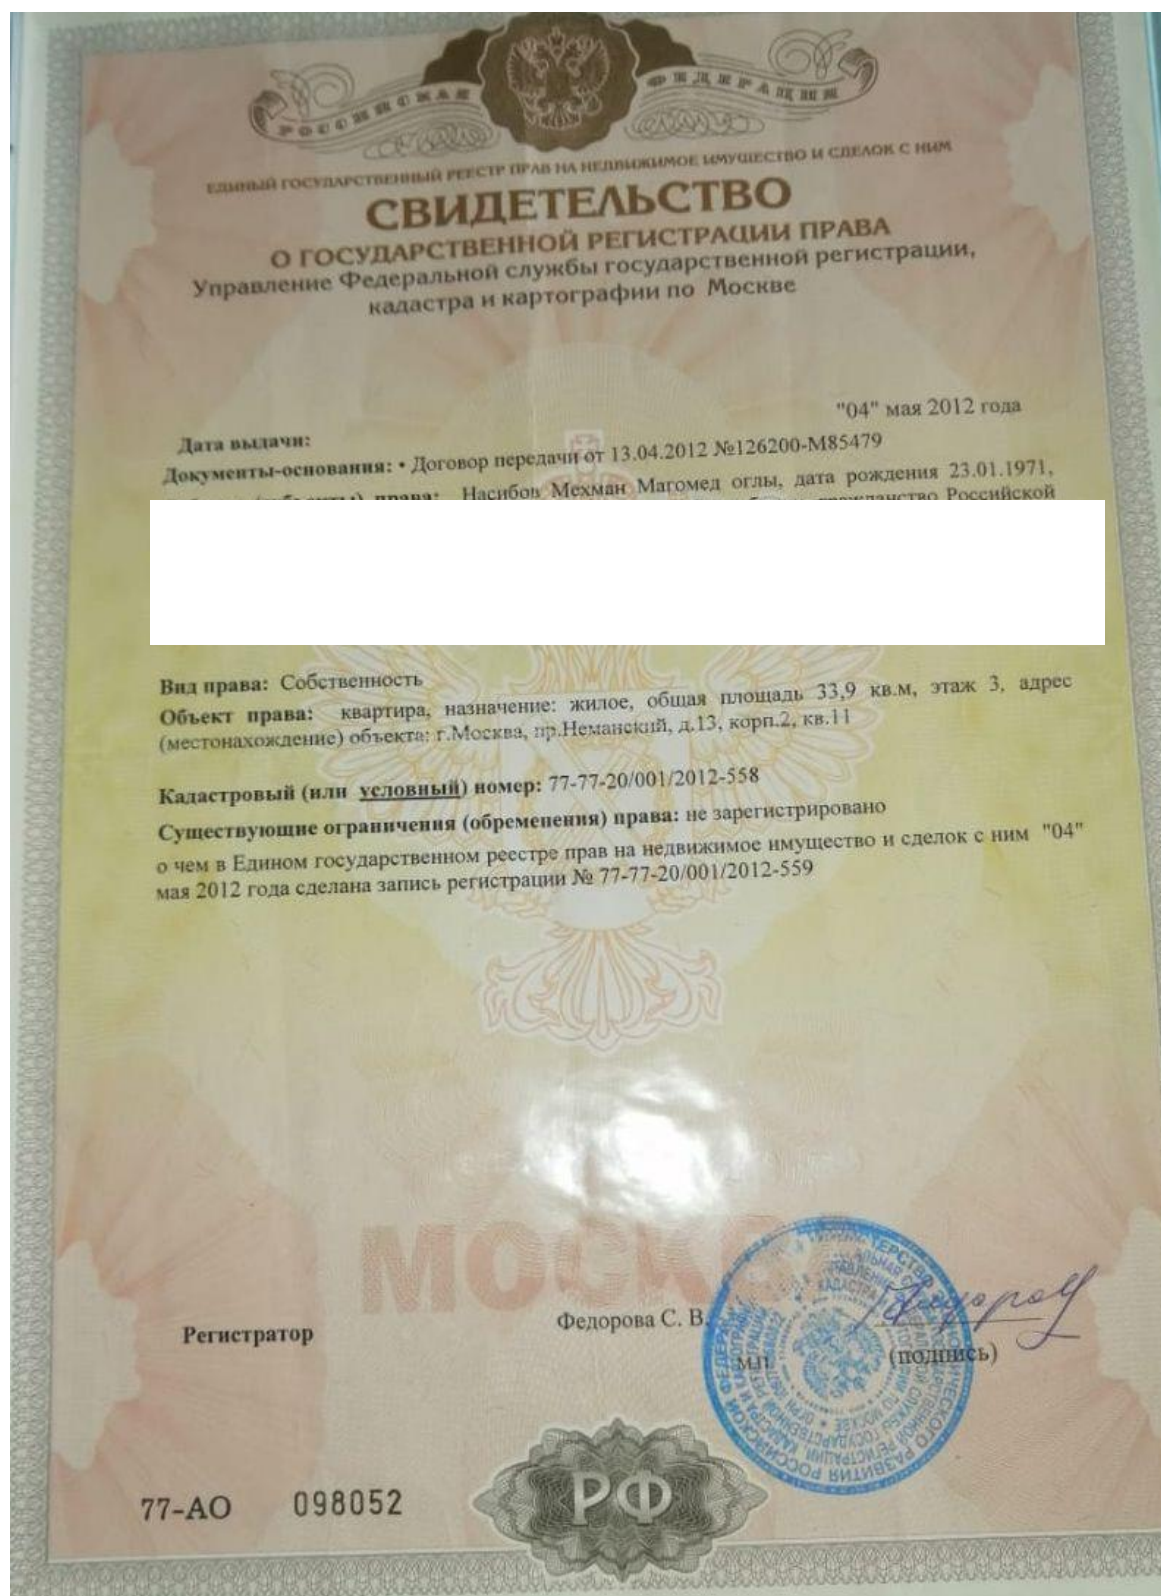 РОССИЙСКАЯ ФЕДЕРАЦИЯ
ЕДИНЫЙ ГОСУДАРСТВЕННЫЙ РЕЕСТР ПРАВ НА НЕДВИЖИМОЕ ИМУЩЕСТВО И СДЕЛОК С НИМ
СВИДЕТЕЛЬСТВО
О ГОСУДАРСТВЕННОЙ РЕГИСТРАЦИИ ПРАВА
Управление Федеральной службы государственной регистрации,
кадастра и картографии по Москве
"04" мая 2012 года
Дата выдачи:
Документы-основания: • Договор передачи от 13.04.2012 №126200-М85479
права: Насибов Мехман Магомед оглы, дата рождения 23.01.1971,
гражданство Российской
Вид права: Собственность
Объект права: квартира, назначение: жилое, общая площадь 33,9 кв.м, этаж 3, адрес
(местонахождение) объекта: г.Москва, пр.Неманский, д.13, корп.2, кв.11
Кадастровый (или условный) номер: 77-77-20/001/2012-558
Существующие ограничения (обременения) права: не зарегистрировано
о чем в Едином государственном реестре прав на недвижимое имущество и сделок с ним "04"
мая 2012 года сделана запись регистрации № 77-77-20/001/2012-559
МОСКВА
Регистратор
Федорова С. В.
м.п.
(подпись)
77-АО 098052
РФ